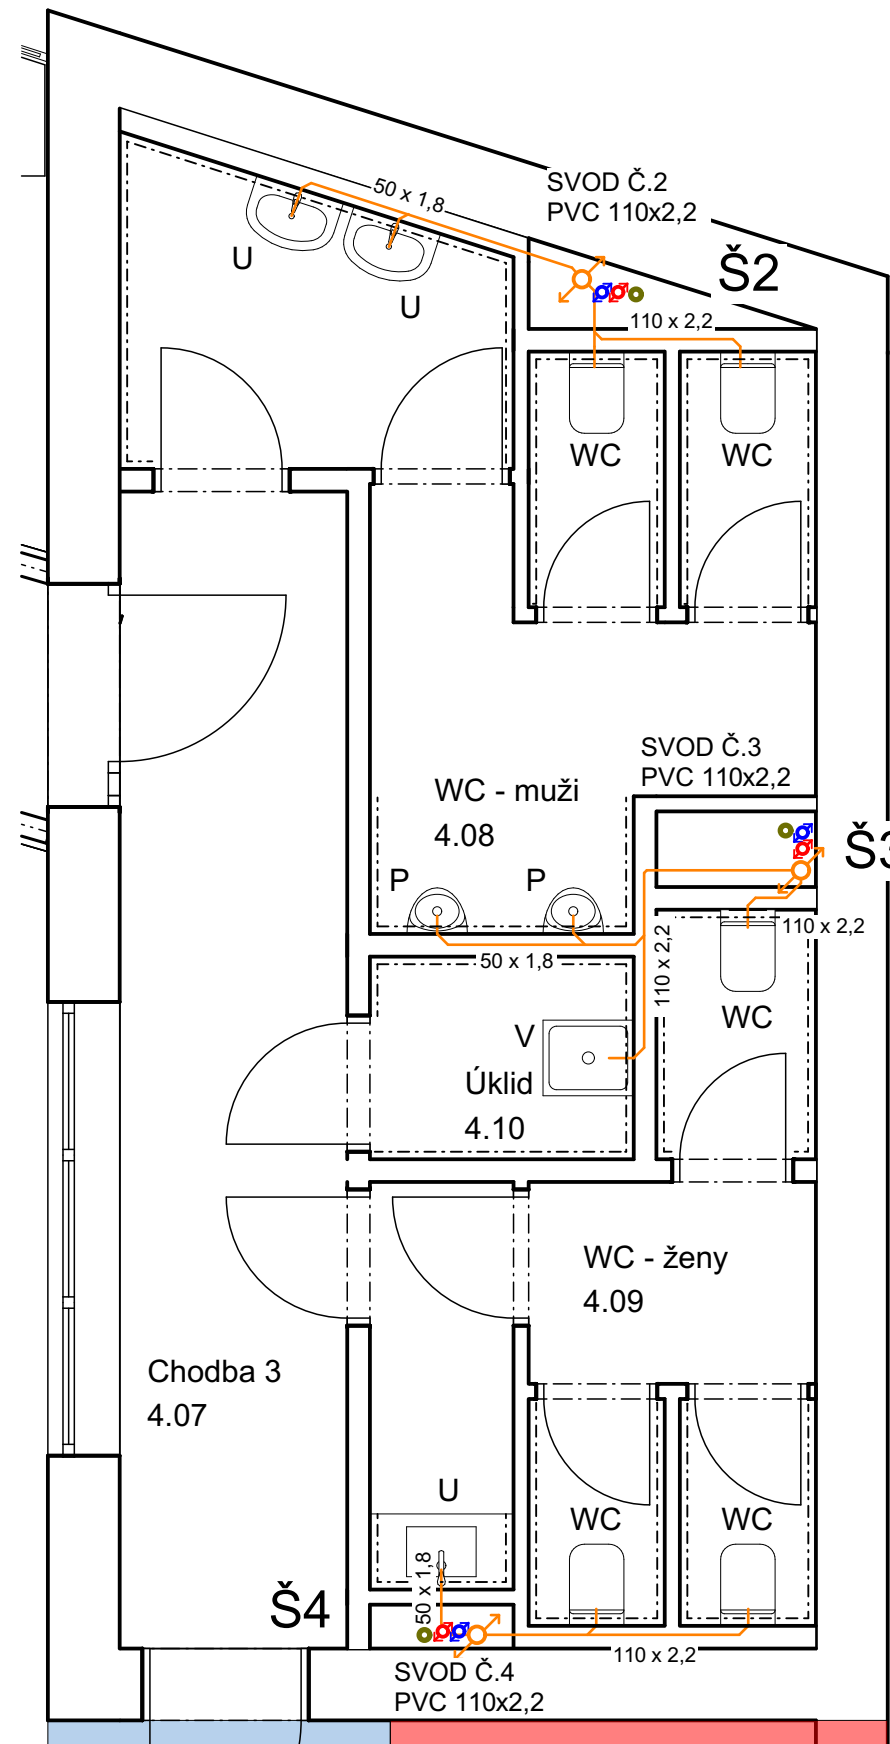 SVOD Č.2
PVC 110x2,2
50 x 1,8
Š2
U
U
110 x 2,2
WC
WC
SVOD Č.3
PVC 110x2,2
WC - muži
4.08
Š3
P
P
110 x 2,2
50 x 1,8
110 x 2,2
WC
V
Úklid
4.10
WC - ženy
4.09
Chodba 3
4.07
U
WC
WC
50 x 1,8
Š4
110 x 2,2
SVOD Č.4
PVC 110x2,2